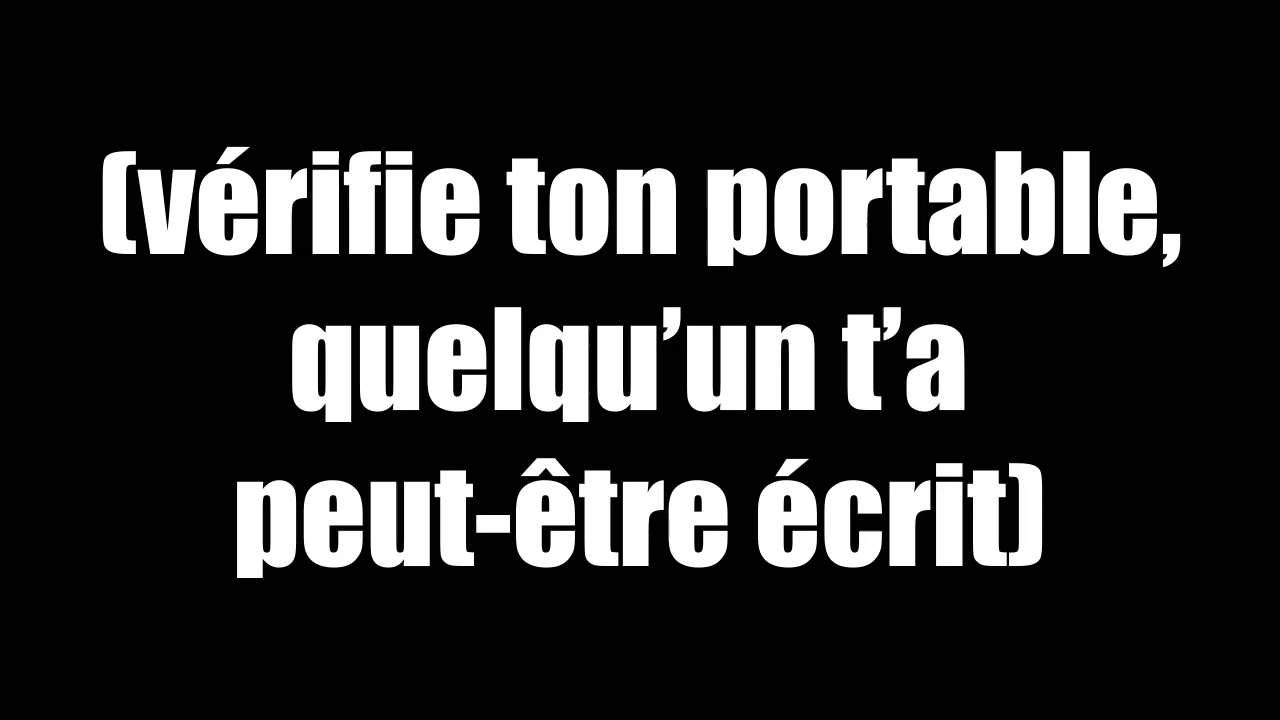 (vérifie ton portable,
quelqu’un t’a
peut-être écrit)